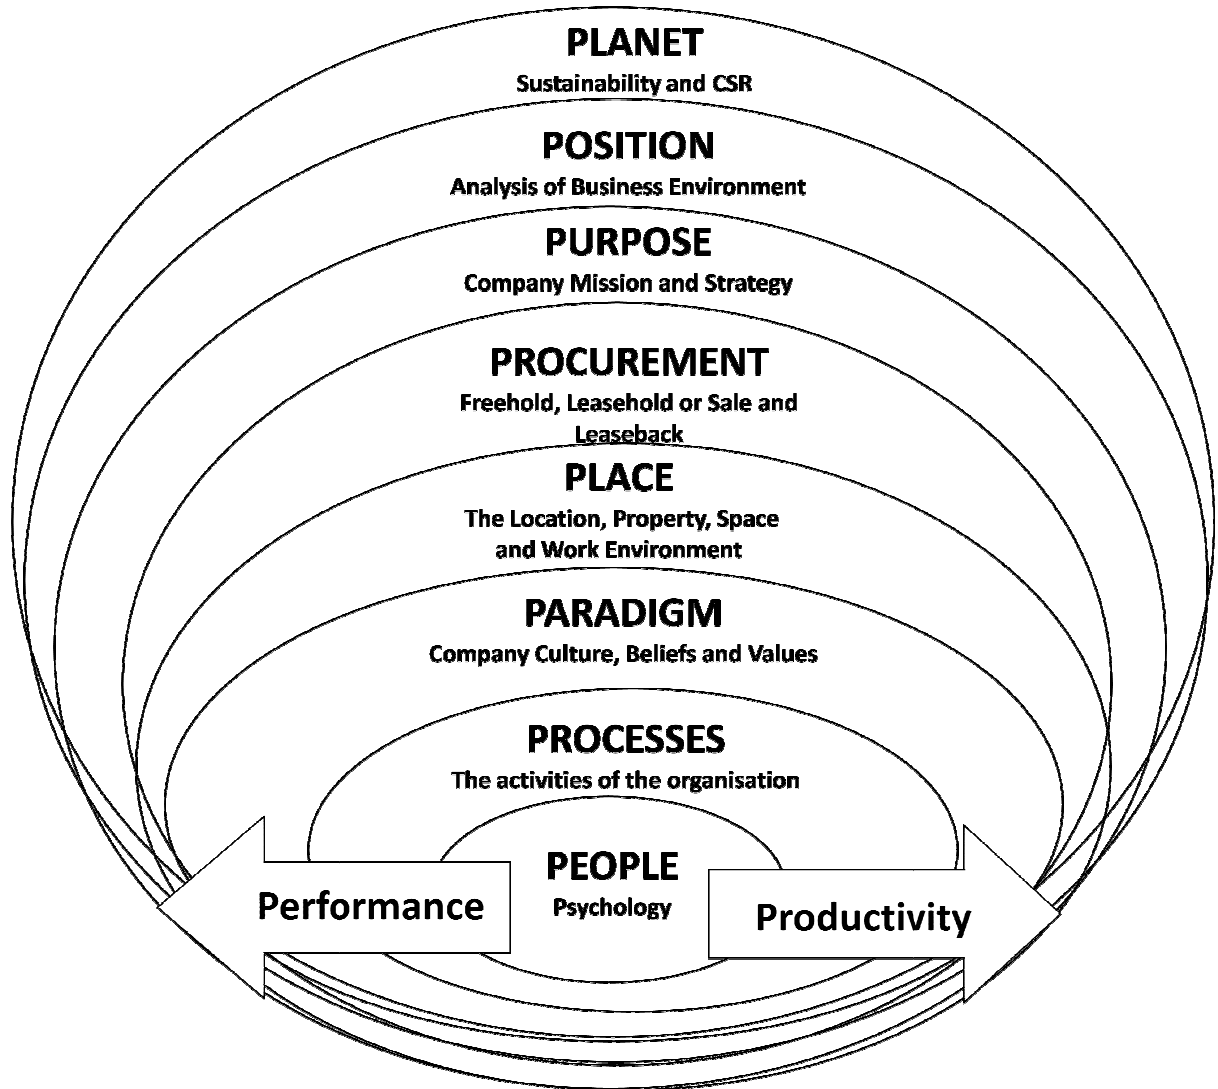 PLANET
Sustainability and CSR
POSITION
Analysis of Business Environment
PURPOSE
Company Mission and Strategy
PROCUREMENT
Freehold, Leasehold or Sale and
Leaseback
PLACE
The Location, Property, Space
and Work Environment
PARADIGM
Company Culture, Beliefs and Values
PROCESSES
The activities of the organisation
PEOPLE
Psychology
Performance
Productivity